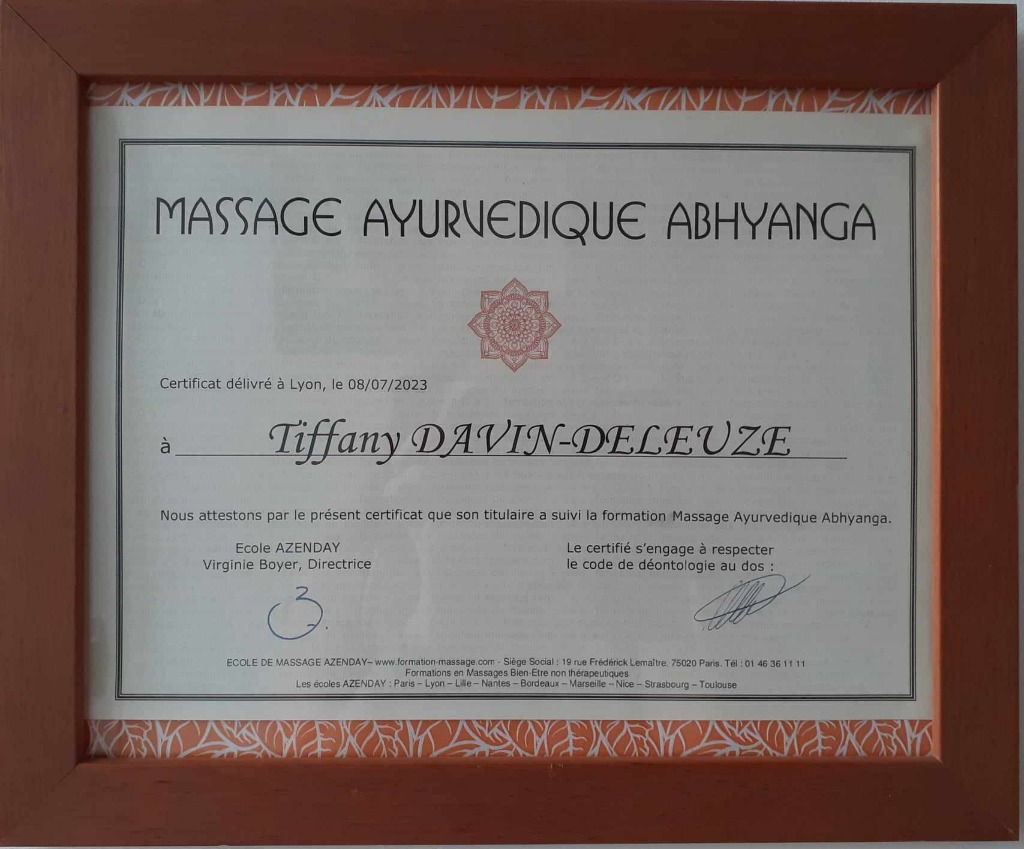 MASSAGE AYURVEDIQUE ABHYANGA
Certificat délivré à Lyon, le 08/07/2023
à Tiffany DAVIN-DELEUZE
Nous attestons par le présent certificat que son titulaire a suivi la formation Massage Ayurvedique Abhyanga.
Ecole AZENDAY
Virginie Boyer, Directrice
Le certifié s'engage à respecter
le code de déontologie au dos :
ECOLE DE MASSAGE AZENDAY– www.formation-massage.com - Siège Social : 19 rue Frédérick Lemaître. 75020 Paris. Tél : 01 46 36 11 11
Formations en Massages Bien-Etre non thérapeutiques
Les écoles AZENDAY : Paris – Lyon – Lille – Nantes – Bordeaux – Marseille – Nice – Strasbourg – Toulouse